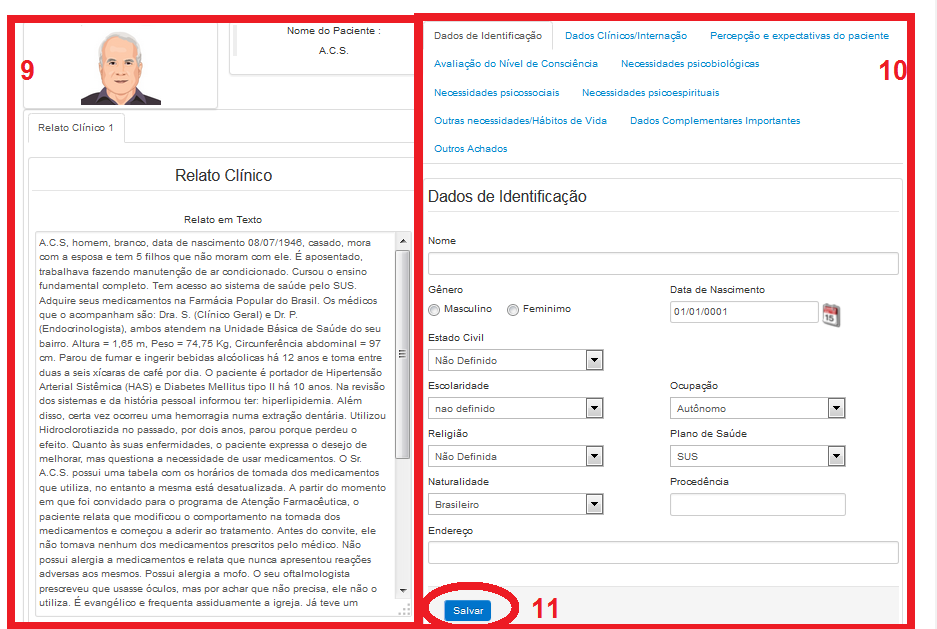 9
Nome do Paciente :
A.C.S.
Relato Clínico 1
Relato Clínico
Relato em Texto
A.C.S, homem, branco, data de nascimento 08/07/1946, casado, mora
com a esposa e tem 5 filhos que não moram com ele. É aposentado,
trabalhava fazendo manutenção de ar condicionado. Cursou o ensino
fundamental completo. Tem acesso ao sistema de saúde pelo SUS.
Adquire seus medicamentos na Farmácia Popular do Brasil. Os médicos
que o acompanham são: Dra. S. (Clínico Geral) e Dr. P.
(Endocrinologista), ambos atendem na Unidade Básica de Saúde do seu
bairro. Altura = 1,65 m, Peso = 74,75 Kg, Circunferência abdominal = 97
cm. Parou de fumar e ingerir bebidas alcóolicas há 12 anos e toma entre
duas a seis xícaras de café por dia. O paciente é portador de Hipertensão
Arterial Sistêmica (HAS) e Diabetes Mellitus tipo II há 10 anos. Na revisão
dos sistemas e da história pessoal informou ter: hiperlipidemia. Além
disso, certa vez ocorreu uma hemorragia numa extração dentária. Utilizou
Hidroclorotiazida no passado, por dois anos, parou porque perdeu o
efeito. Quanto às suas enfermidades, o paciente expressa o desejo de
melhorar, mas questiona a necessidade de usar medicamentos. O Sr.
A.C.S. possui uma tabela com os horários de tomada dos medicamentos
que utiliza, no entanto a mesma está desatualizada. A partir do momento
em que foi convidado para o programa de Atenção Farmacêutica, o
paciente relata que modificou o comportamento na tomada dos
medicamentos e começou a aderir ao tratamento. Antes do convite, ele
não tomava nenhum dos medicamentos prescritos pelo médico. Não
possui alergia a medicamentos e relata que nunca apresentou reações
adversas aos mesmos. Possui alergia a mofo. O seu oftalmologista
prescreveu que usasse óculos, mas por achar que não precisa, ele não o
utiliza. É evangélico e frequenta assiduamente a igreja. Já teve um
10
Dados de Identificação Dados Clínicos/Internação Percepção e expectativas do paciente
Avaliação do Nível de Consciência Necessidades psicobiológicas
Necessidades psicossociais Necessidades psicoespirituais
Outras necessidades/Hábitos de Vida Dados Complementares Importantes
Outros Achados
Dados de Identificação
Nome
Gênero Data de Nascimento
Masculino Feminimo 01/01/0001 15
Estado Civil
Não Definido
Escolaridade Ocupação
nao definido Autônomo
Religião Plano de Saúde
Não Definida SUS
Naturalidade Procedência
Brasileiro
Endereço
Salvar 11